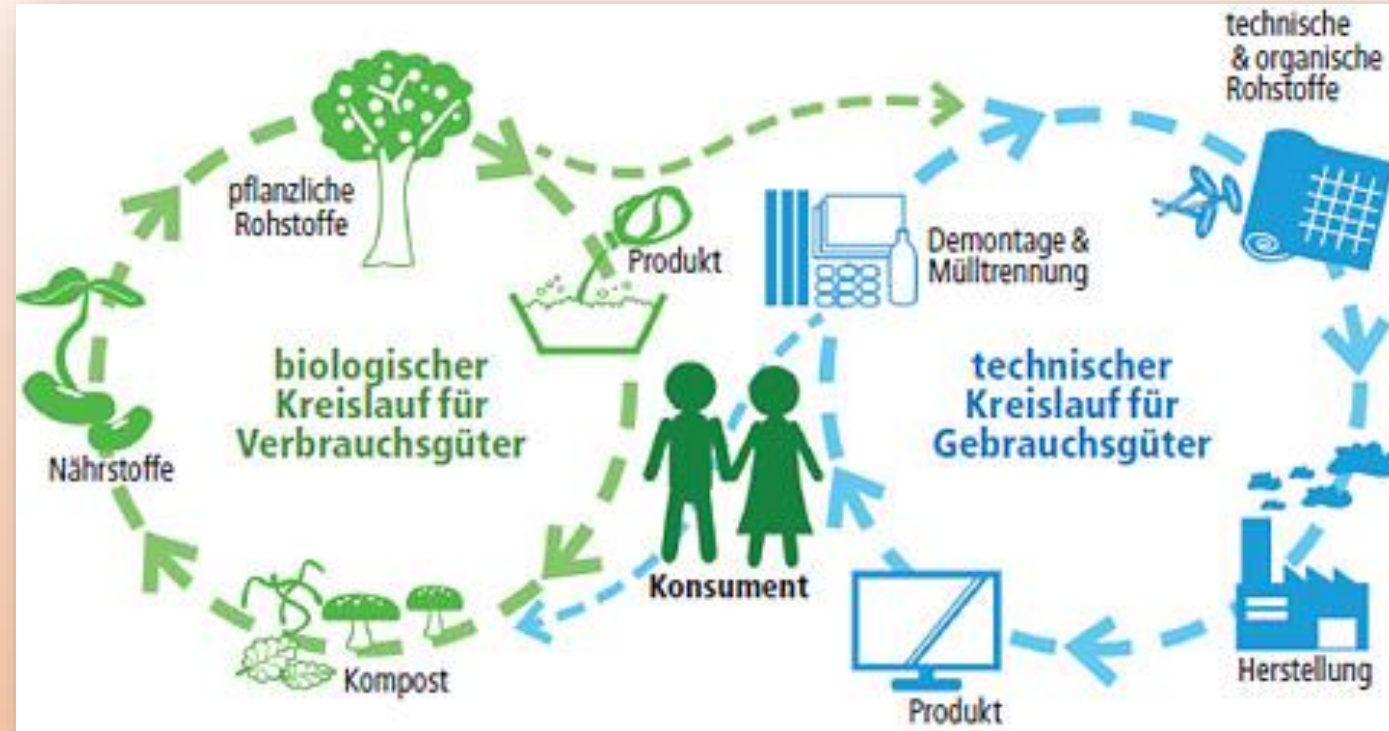 technische
& organische
Rohstoffe
pflanzliche
Rohstoffe
Produkt
Demontage &
Mülltrennung
biologischer
Kreislauf für
Verbrauchsgüter
technischer
Kreislauf für
Gebrauchsgüter
Nährstoffe
Konsument
Kompost
Herstellung
Produkt